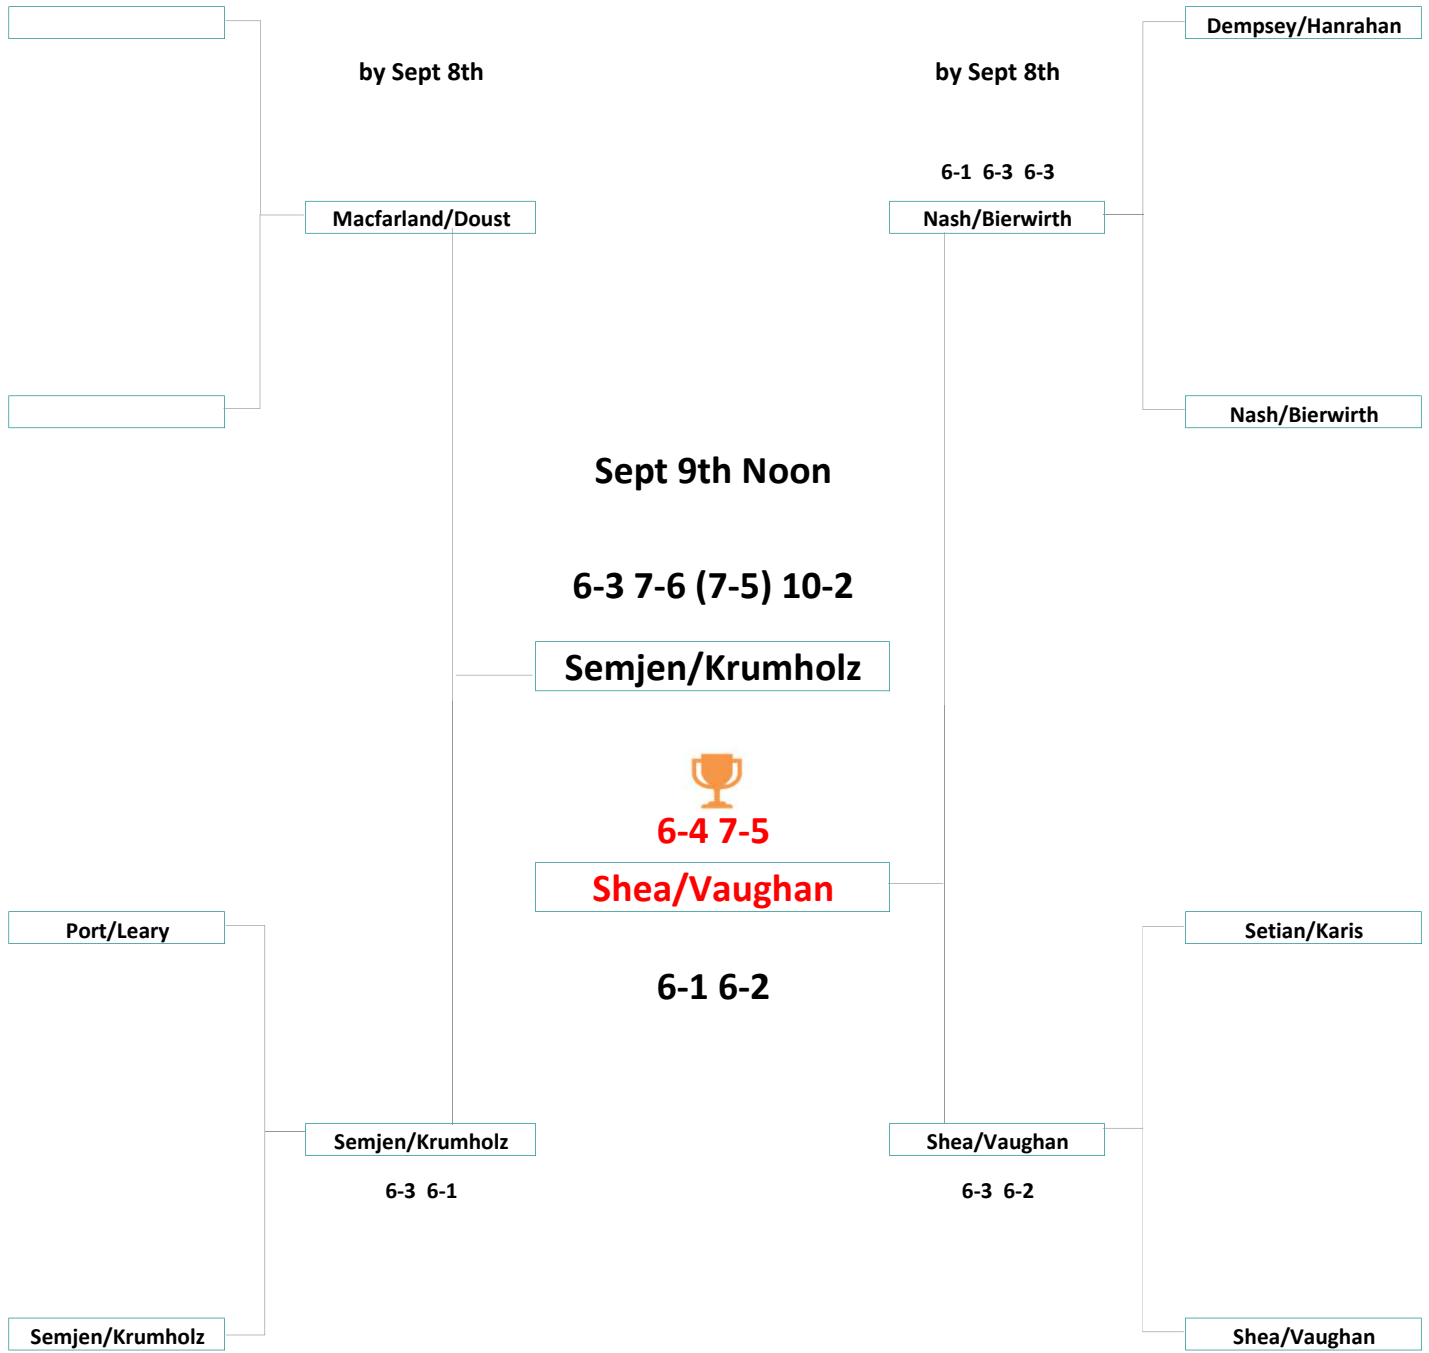 Dempsey/Hanrahan
by Sept 8th
by Sept 8th
6-1 6-3 6-3
Macfarland/Doust
Nash/Bierwirth
Nash/Bierwirth
Sept 9th Noon
6-3 7-6 (7-5) 10-2
Semjen/Krumholz
6-4 7-5
Shea/Vaughan
Port/Leary
Setian/Karis
6-1 6-2
Semjen/Krumholz
Shea/Vaughan
6-3 6-1
6-3 6-2
Semjen/Krumholz
Shea/Vaughan